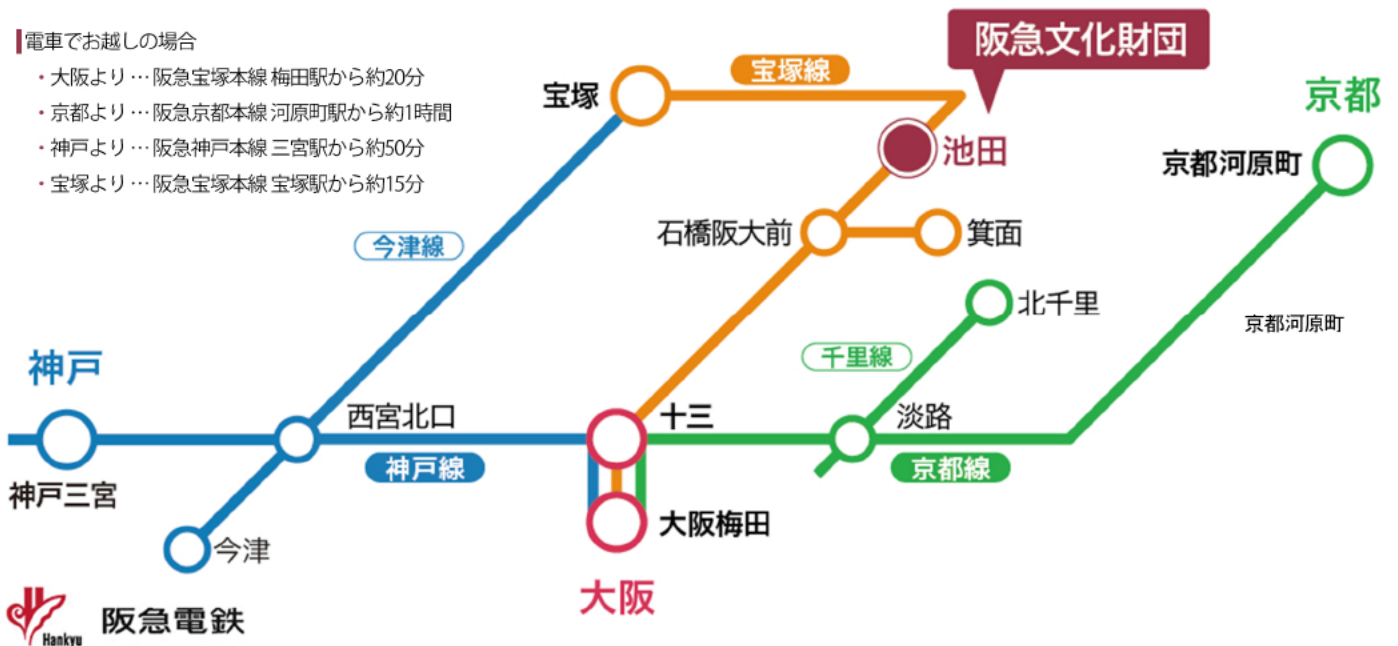 電車でお越しの場合
・大阪より… 阪急宝塚本線 梅田駅から約20分
・京都より… 阪急京都本線 河原町駅から約1時間
・神戸より… 阪急神戸本線 三宮駅から約50分
・宝塚より… 阪急宝塚本線 宝塚駅から約15分
阪急文化財団
宝塚線
宝塚
京都
池田
京都河原町
石橋阪大前
箕面
今津線
北千里
京都河原町
千里線
神戸
西宮北口
十三
淡路
神戸線
京都線
神戸三宮
大阪梅田
今津
大阪
Hankyu
阪急電鉄